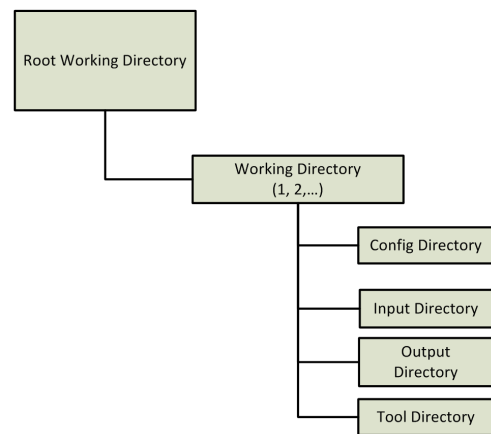 Root Working Directory
Working Directory
(1, 2,...)
Config Directory
Input Directory
Output
Directory
Tool Directory